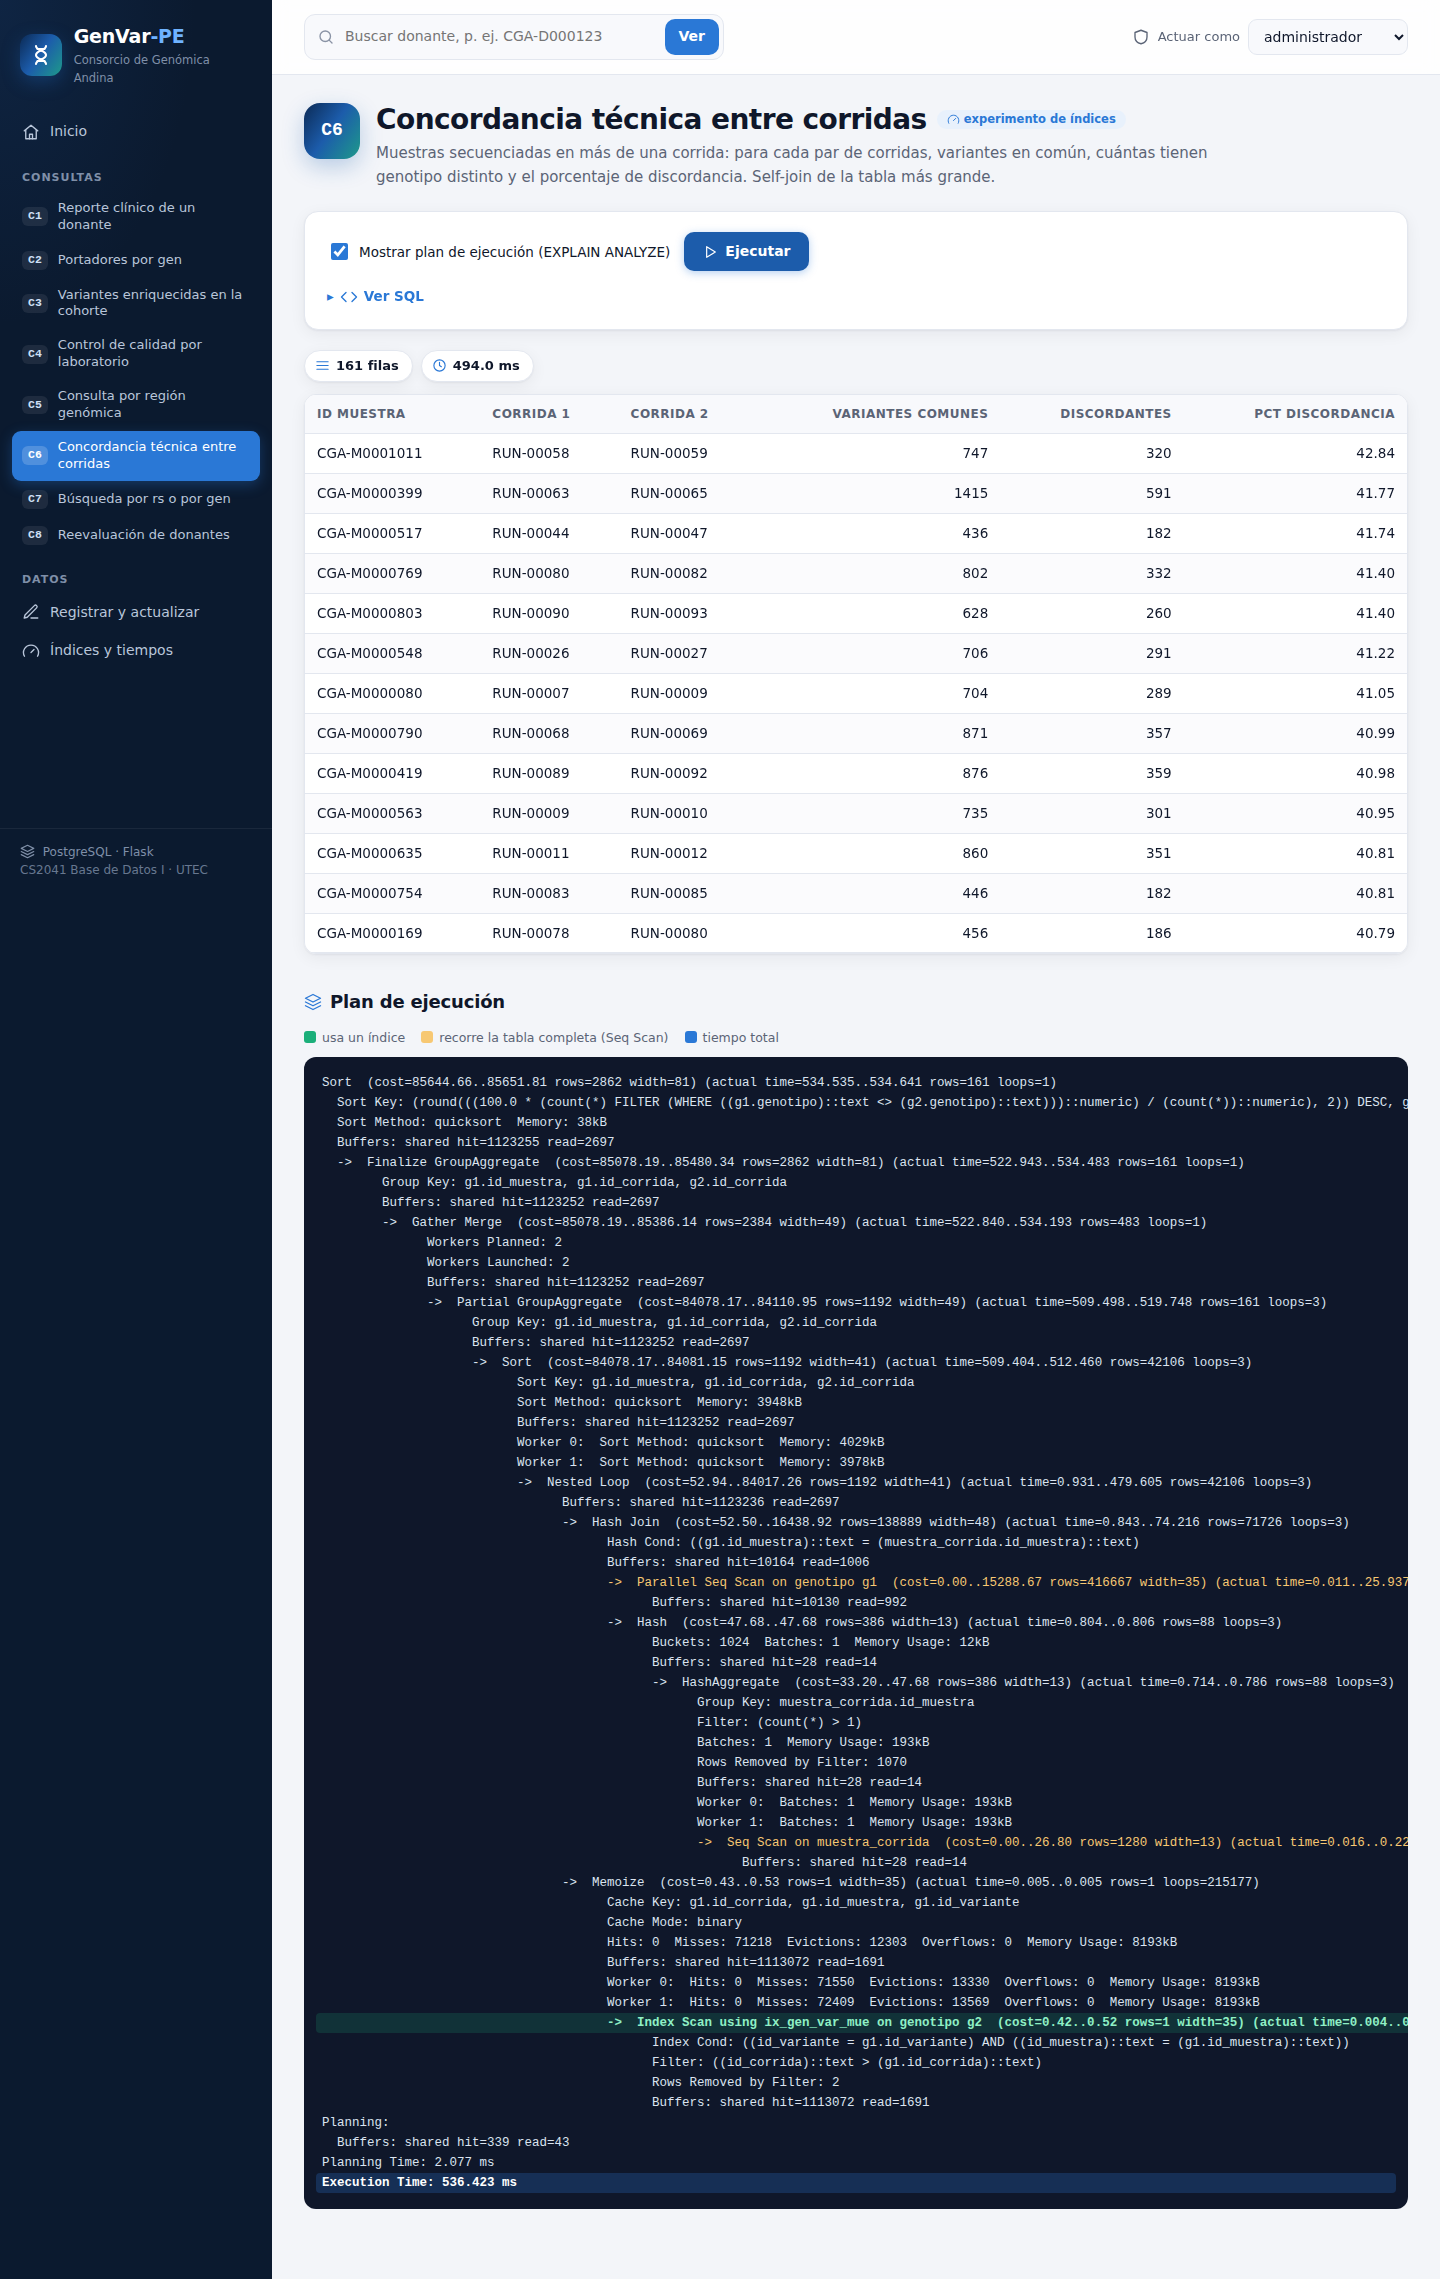 GenVar-PE
Consorcio de Genómica
Andina
Inicio
CONSULTAS
C1 Reporte clínico de un
donante
C2 Portadores por gen
C3 Variantes enriquecidas en la
cohorte
C4 Control de calidad por
laboratorio
C5 Consulta por región
genómica
C6 Concordancia técnica entre
corridas
C7 Búsqueda por rs o por gen
C8 Reevaluación de donantes
DATOS
Registrar y actualizar
Índices y tiempos
PostgreSQL · Flask
CS2041 Base de Datos I · UTEC
Buscar donante, p. ej. CGA-D000123 Ver
Actuar como administrador
C6 Concordancia técnica entre corridas experimento de índices
Muestras secuenciadas en más de una corrida: para cada par de corridas, variantes en común, cuántas tienen
genotipo distinto y el porcentaje de discordancia. Self-join de la tabla más grande.
Mostrar plan de ejecución (EXPLAIN ANALYZE) Ejecutar
Ver SQL
161 filas 494.0 ms
ID MUESTRA CORRIDA 1 CORRIDA 2 VARIANTES COMUNES DISCORDANTES PCT DISCORDANCIA
CGA-M0001011 RUN-00058 RUN-00059 747 320 42.84
CGA-M0000399 RUN-00063 RUN-00065 1415 591 41.77
CGA-M0000517 RUN-00044 RUN-00047 436 182 41.74
CGA-M0000769 RUN-00080 RUN-00082 802 332 41.40
CGA-M0000803 RUN-00090 RUN-00093 628 260 41.40
CGA-M0000548 RUN-00026 RUN-00027 706 291 41.22
CGA-M0000080 RUN-00007 RUN-00009 704 289 41.05
CGA-M0000790 RUN-00068 RUN-00069 871 357 40.99
CGA-M0000419 RUN-00089 RUN-00092 876 359 40.98
CGA-M0000563 RUN-00009 RUN-00010 735 301 40.95
CGA-M0000635 RUN-00011 RUN-00012 860 351 40.81
CGA-M0000754 RUN-00083 RUN-00085 446 182 40.81
CGA-M0000169 RUN-00078 RUN-00080 456 186 40.79
Plan de ejecución
usa un índice recorre la tabla completa (Seq Scan) tiempo total
Sort (cost=85644.66..85651.81 rows=2862 width=81) (actual time=534.535..534.641 rows=161 loops=1)
Sort Key: (round(((100.0 * (count(*) FILTER (WHERE ((g1.genotipo)::text <> (g2.genotipo)::text)))::numeric) / (count(*))::numeric), 2)) DESC, g
Sort Method: quicksort Memory: 38kB
Buffers: shared hit=1123255 read=2697
-> Finalize GroupAggregate (cost=85078.19..85480.34 rows=2862 width=81) (actual time=522.943..534.483 rows=161 loops=1)
Group Key: g1.id_muestra, g1.id_corrida, g2.id_corrida
Buffers: shared hit=1123252 read=2697
-> Gather Merge (cost=85078.19..85386.14 rows=2384 width=49) (actual time=522.840..534.193 rows=483 loops=1)
Workers Planned: 2
Workers Launched: 2
Buffers: shared hit=1123252 read=2697
-> Partial GroupAggregate (cost=84078.17..84110.95 rows=1192 width=49) (actual time=509.498..519.748 rows=161 loops=3)
Group Key: g1.id_muestra, g1.id_corrida, g2.id_corrida
Buffers: shared hit=1123252 read=2697
-> Sort (cost=84078.17..84081.15 rows=1192 width=41) (actual time=509.404..512.460 rows=42106 loops=3)
Sort Key: g1.id_muestra, g1.id_corrida, g2.id_corrida
Sort Method: quicksort Memory: 3948kB
Buffers: shared hit=1123252 read=2697
Worker 0: Sort Method: quicksort Memory: 4029kB
Worker 1: Sort Method: quicksort Memory: 3978kB
-> Nested Loop (cost=52.94..84017.26 rows=1192 width=41) (actual time=0.931..479.605 rows=42106 loops=3)
Buffers: shared hit=1123236 read=2697
-> Hash Join (cost=52.50..16438.92 rows=138889 width=48) (actual time=0.843..74.216 rows=71726 loops=3)
Hash Cond: ((g1.id_muestra)::text = (muestra_corrida.id_muestra)::text)
Buffers: shared hit=10164 read=1006
-> Parallel Seq Scan on genotipo g1 (cost=0.00..15288.67 rows=416667 width=35) (actual time=0.011..25.937
Buffers: shared hit=10130 read=992
-> Hash (cost=47.68..47.68 rows=386 width=13) (actual time=0.804..0.806 rows=88 loops=3)
Buckets: 1024 Batches: 1 Memory Usage: 12kB
Buffers: shared hit=28 read=14
-> HashAggregate (cost=33.20..47.68 rows=386 width=13) (actual time=0.714..0.786 rows=88 loops=3)
Group Key: muestra_corrida.id_muestra
Filter: (count(*) > 1)
Batches: 1 Memory Usage: 193kB
Rows Removed by Filter: 1070
Buffers: shared hit=28 read=14
Worker 0: Batches: 1 Memory Usage: 193kB
Worker 1: Batches: 1 Memory Usage: 193kB
-> Seq Scan on muestra_corrida (cost=0.00..26.80 rows=1280 width=13) (actual time=0.016..0.22
Buffers: shared hit=28 read=14
-> Memoize (cost=0.43..0.53 rows=1 width=35) (actual time=0.005..0.005 rows=1 loops=215177)
Cache Key: g1.id_corrida, g1.id_muestra, g1.id_variante
Cache Mode: binary
Hits: 0 Misses: 71218 Evictions: 12303 Overflows: 0 Memory Usage: 8193kB
Buffers: shared hit=1113072 read=1691
Worker 0: Hits: 0 Misses: 71550 Evictions: 13330 Overflows: 0 Memory Usage: 8193kB
Worker 1: Hits: 0 Misses: 72409 Evictions: 13569 Overflows: 0 Memory Usage: 8193kB
-> Index Scan using ix_gen_var_mue on genotipo g2 (cost=0.42..0.52 rows=1 width=35) (actual time=0.004..0
Index Cond: ((id_variante = g1.id_variante) AND ((id_muestra)::text = (g1.id_muestra)::text))
Filter: ((id_corrida)::text > (g1.id_corrida)::text)
Rows Removed by Filter: 2
Buffers: shared hit=1113072 read=1691
Planning:
Buffers: shared hit=339 read=43
Planning Time: 2.077 ms
Execution Time: 536.423 ms